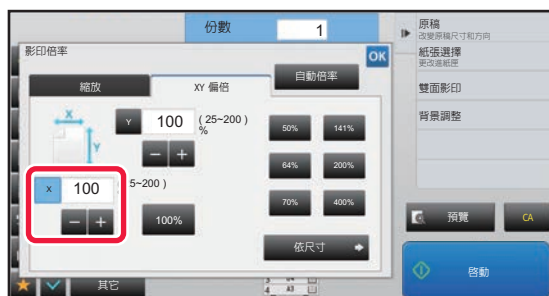 份數 1
影印倍率
OK
自動倍率
縮放
XY 偏倍
X
Y
Y 100 ( 25~200 )
%
X 100 5~200 )
100%
50% 141%
64% 200%
70% 400%
依尺寸
其它
4 A3
原稿
改變原稿尺寸和方向
紙張選擇
更改進紙匣
雙面影印
背景調整
預覽
CA
啓動